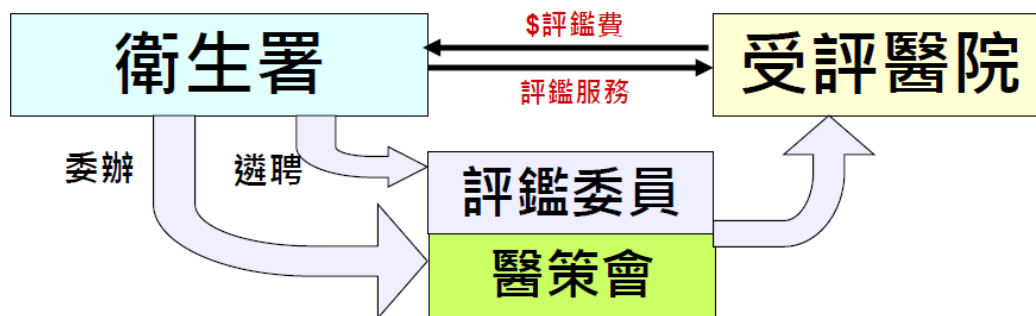 衛生署
$評鑑費
評鑑服務
受評醫院
委辦
遴聘
評鑑委員
醫策會